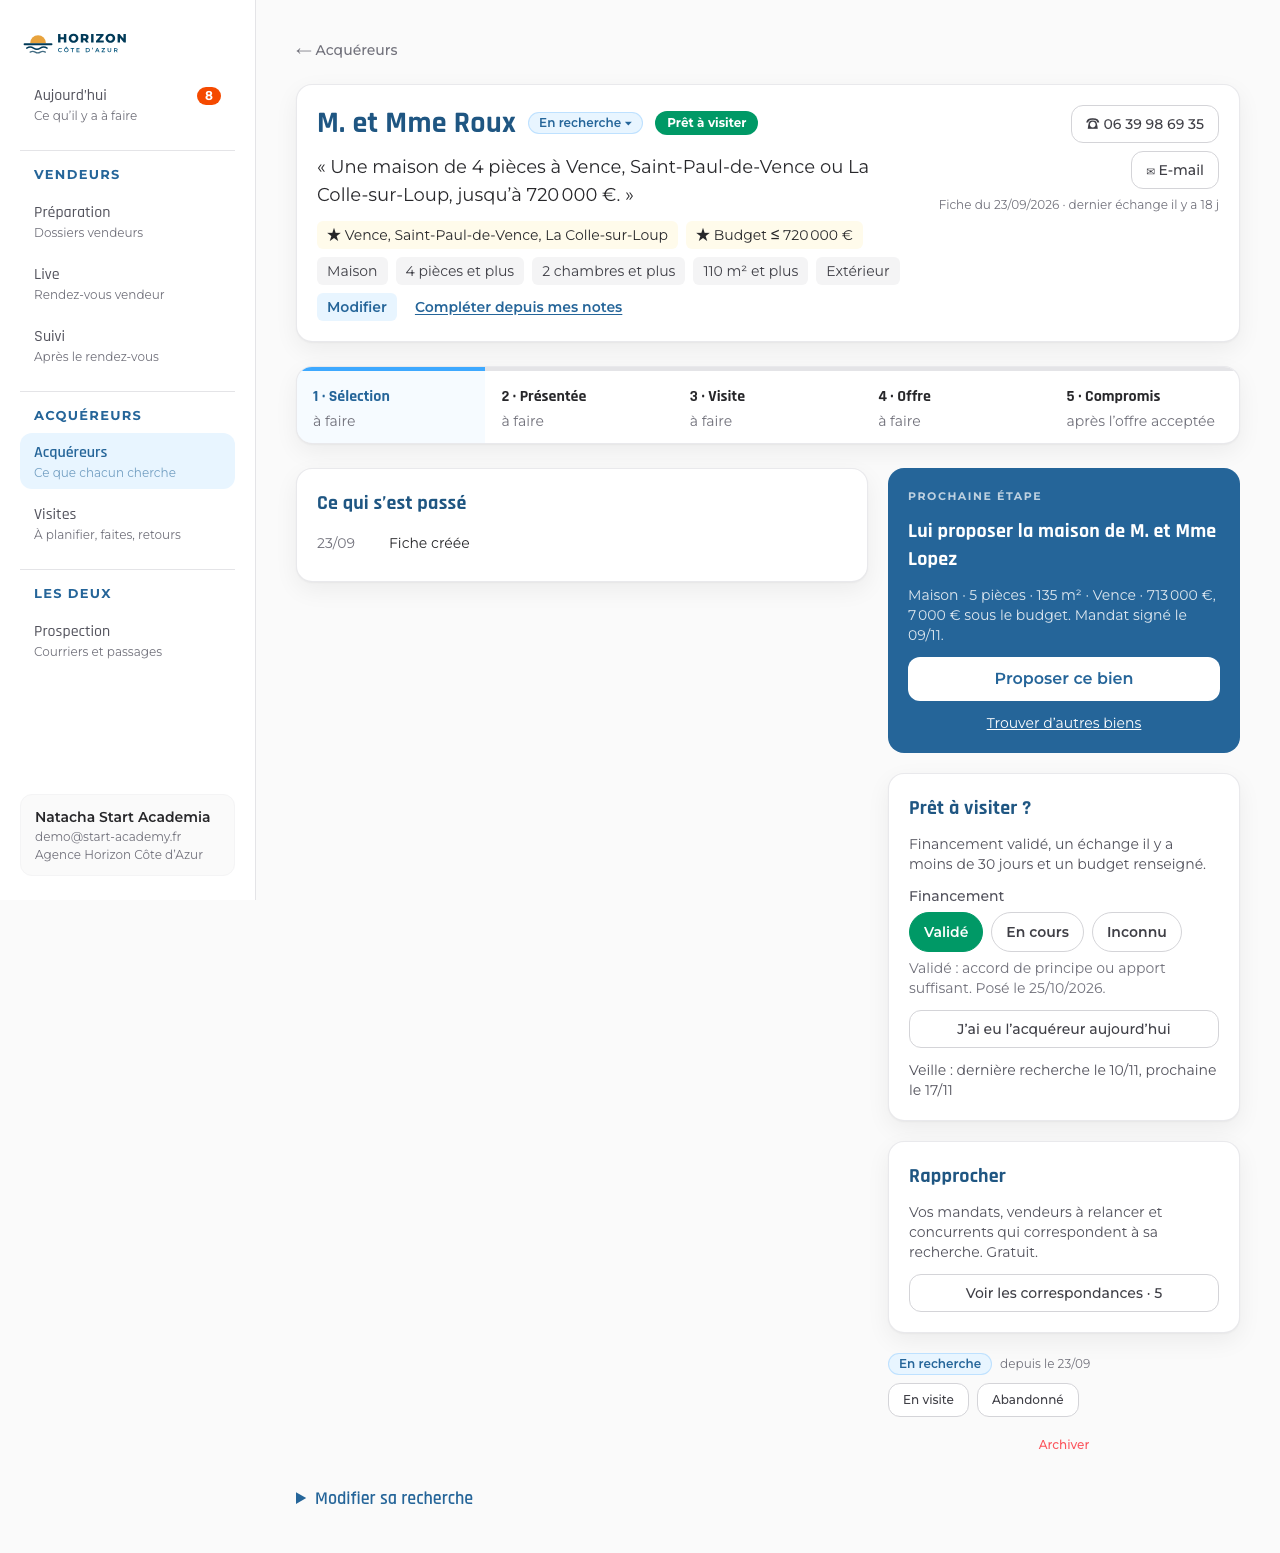 HORIZON
CÔTE D'AZUR
Aujourd'hui
8
Ce qu'il y a à faire
VENDEURS
Préparation
Dossiers vendeurs
Live
Rendez-vous vendeur
Suivi
Après le rendez-vous
ACQUÉREURS
Acquéreurs
Ce que chacun cherche
Visites
À planifier, faites, retours
LES DEUX
Prospection
Courriers et passages
Natacha Start Academia
demo@start-academy.fr
Agence Horizon Côte d'Azur
← Acquéreurs
M. et Mme Roux
En recherche ▾
Prêt à visiter
☎ 06 39 98 69 35
✉ E-mail
Fiche du 23/09/2026 · dernier échange il y a 18 j
« Une maison de 4 pièces à Vence, Saint-Paul-de-Vence ou La
Colle-sur-Loup, jusqu'à 720 000 €. »
★ Vence, Saint-Paul-de-Vence, La Colle-sur-Loup
★ Budget ≤ 720 000 €
Maison
4 pièces et plus
2 chambres et plus
110 m² et plus
Extérieur
Modifier
Compléter depuis mes notes
1 · Sélection
à faire
2 · Présentée
à faire
3 · Visite
à faire
4 · Offre
à faire
5 · Compromis
après l'offre acceptée
Ce qui s'est passé
23/09 Fiche créée
PROCHAINE ÉTAPE
Lui proposer la maison de M. et Mme
Lopez
Maison · 5 pièces · 135 m² · Vence · 713 000 €,
7 000 € sous le budget. Mandat signé le
09/11.
Proposer ce bien
Trouver d'autres biens
Prêt à visiter ?
Financement validé, un échange il y a
moins de 30 jours et un budget renseigné.
Financement
Validé
En cours
Inconnu
Validé : accord de principe ou apport
suffisant. Posé le 25/10/2026.
J'ai eu l'acquéreur aujourd'hui
Veille : dernière recherche le 10/11, prochaine
le 17/11
Rapprocher
Vos mandats, vendeurs à relancer et
concurrents qui correspondent à sa
recherche. Gratuit.
Voir les correspondances · 5
En recherche
depuis le 23/09
En visite
Abandonné
Archiver
▶ Modifier sa recherche